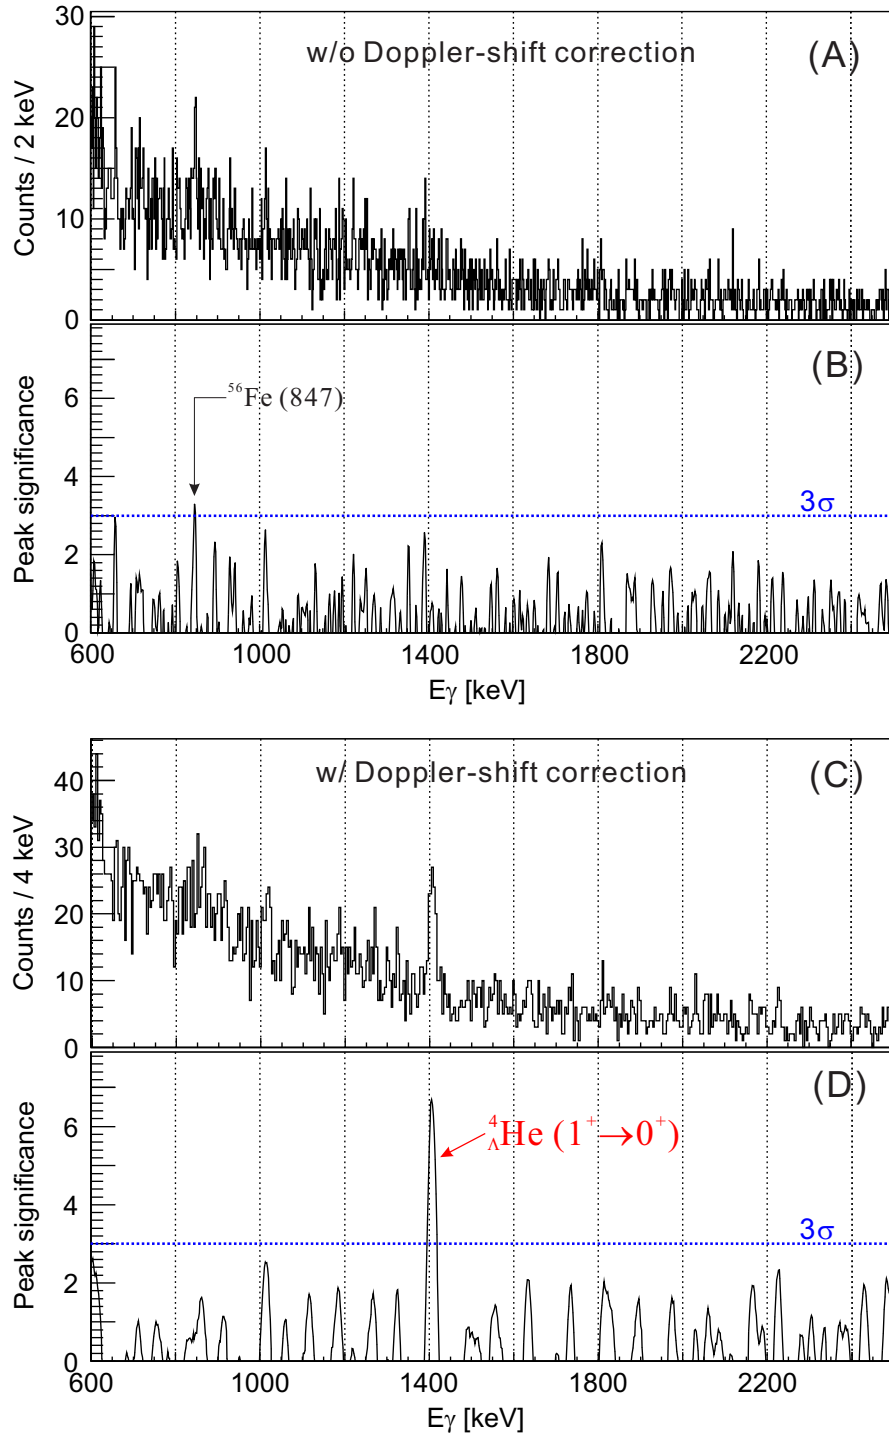 30
w/o Doppler-shift correction
(A)
20
10
0
Counts / 2 keV
(B)
⁵⁶Fe (847)
6
4
3σ
2
0
Peak significance
600 1000 1400 1800 2200
Eγ [keV]
w/ Doppler-shift correction
(C)
40
30
20
10
0
Counts / 4 keV
(D)
6
⁴ΛHe (1⁺→0⁺)
4
3σ
2
0
Peak significance
600 1000 1400 1800 2200
Eγ [keV]